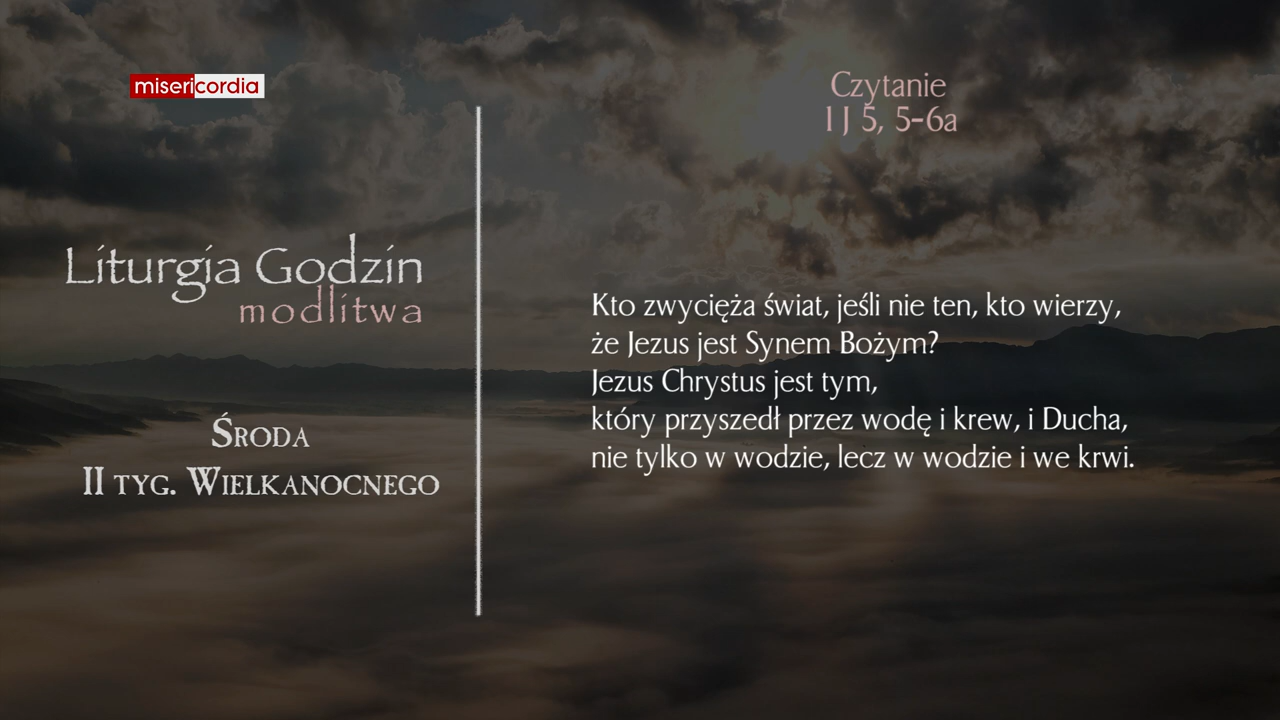 misericordia
Liturgia Godzin
modlitwa
Środa
II tyg. Wielkanocnego
Czytanie
1 J 5, 5-6a
Kto zwycięża świat, jeśli nie ten, kto wierzy,
że Jezus jest Synem Bożym?
Jezus Chrystus jest tym,
który przyszedł przez wodę i krew, i Ducha,
nie tylko w wodzie, lecz w wodzie i we krwi.